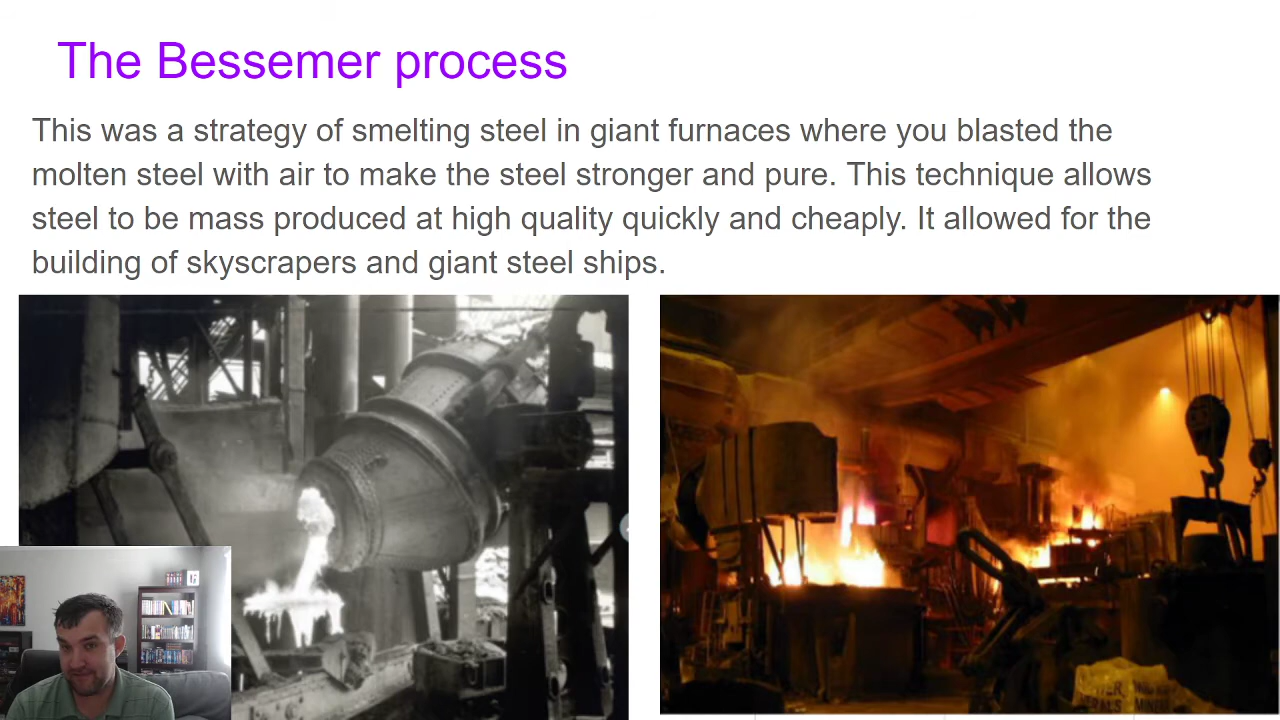 The Bessemer process
This was a strategy of smelting steel in giant furnaces where you blasted the
molten steel with air to make the steel stronger and pure. This technique allows
steel to be mass produced at high quality quickly and cheaply. It allowed for the
building of skyscrapers and giant steel ships.